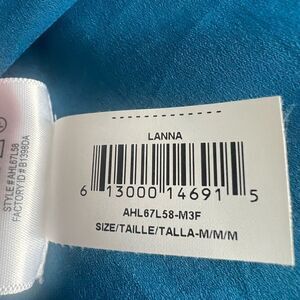 STYLE#AHL67L58
FACTORY ID#B1398DA
LANNA
6 13000 14691 5
AHL67L58-M3F
SIZE/TAILLE/TALLA-M/M/M